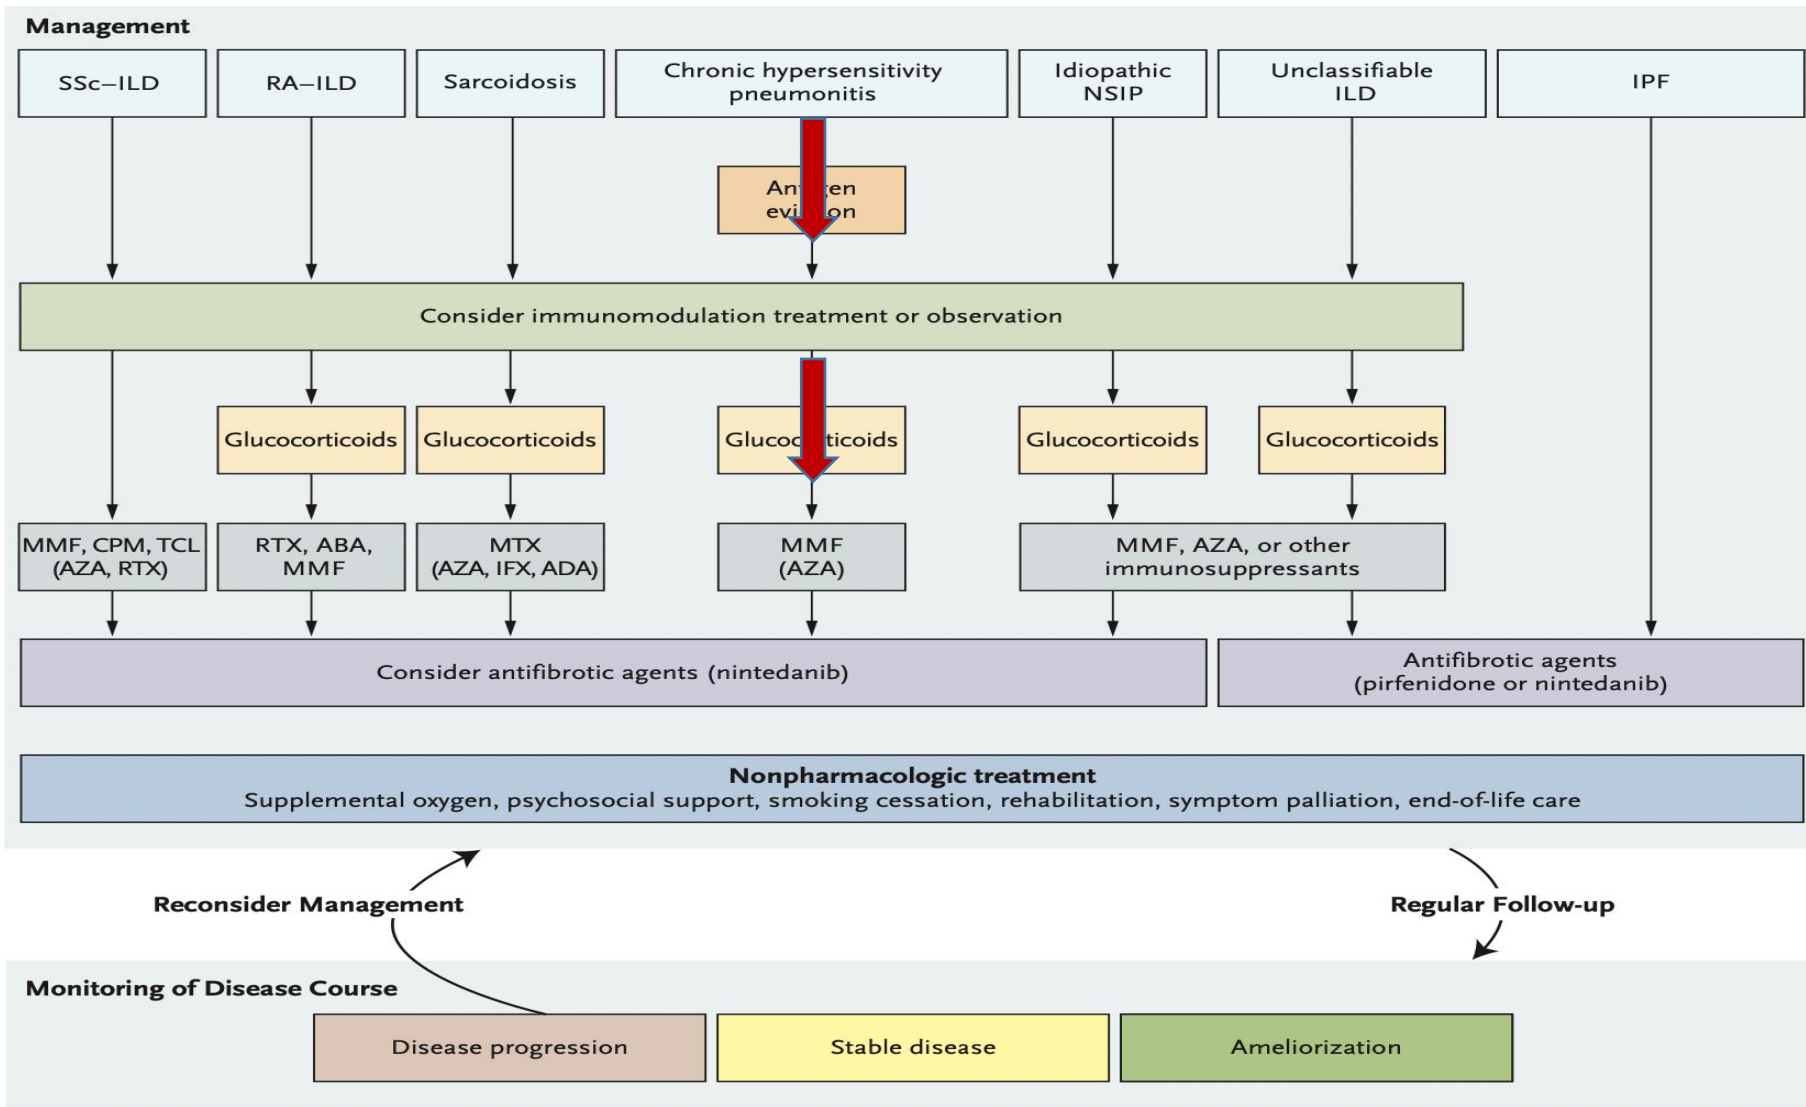 Management
SSc–ILD
RA–ILD
Sarcoidosis
Chronic hypersensitivity
pneumonitis
Idiopathic
NSIP
Unclassifiable
ILD
IPF
Antigen
eviction
Consider immunomodulation treatment or observation
Glucocorticoids
Glucocorticoids
Glucocorticoids
Glucocorticoids
Glucocorticoids
MMF, CPM, TCL
(AZA, RTX)
RTX, ABA,
MMF
MTX
(AZA, IFX, ADA)
MMF
(AZA)
MMF, AZA, or other
immunosuppressants
Consider antifibrotic agents (nintedanib)
Antifibrotic agents
(pirfenidone or nintedanib)
Nonpharmacologic treatment
Supplemental oxygen, psychosocial support, smoking cessation, rehabilitation, symptom palliation, end-of-life care
Reconsider Management
Regular Follow-up
Monitoring of Disease Course
Disease progression
Stable disease
Ameliorization